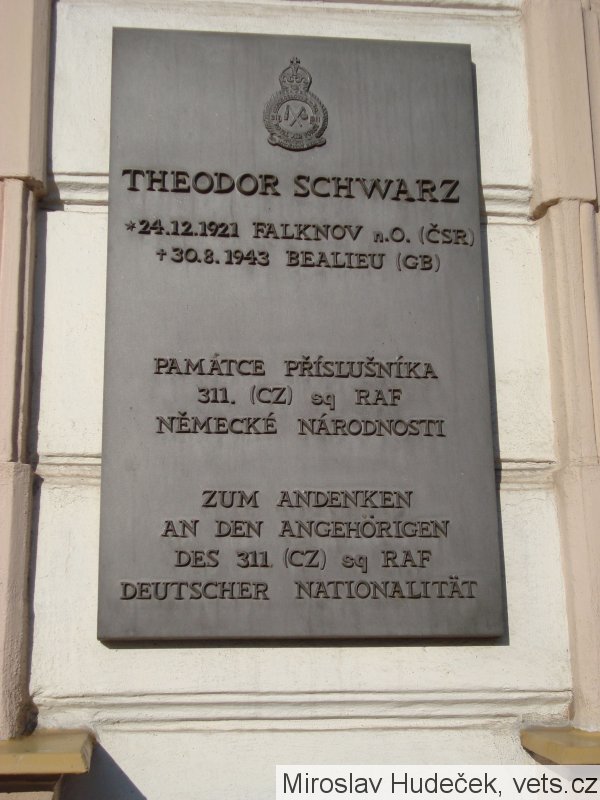 THEODOR SCHWARZ
*24.12.1921 FALKNOV n.O. (ČSR)
+30.8.1943 BEALIEU (GB)
PAMÁTCE PŘÍSLUŠNÍKA
311. (CZ) sq RAF
NĚMECKÉ NÁRODNOSTI
ZUM ANDENKEN
AN DEN ANGEHÖRIGEN
DES 311. (CZ) sq RAF
DEUTSCHER NATIONALITÄT
Miroslav Hudeček, vets.cz